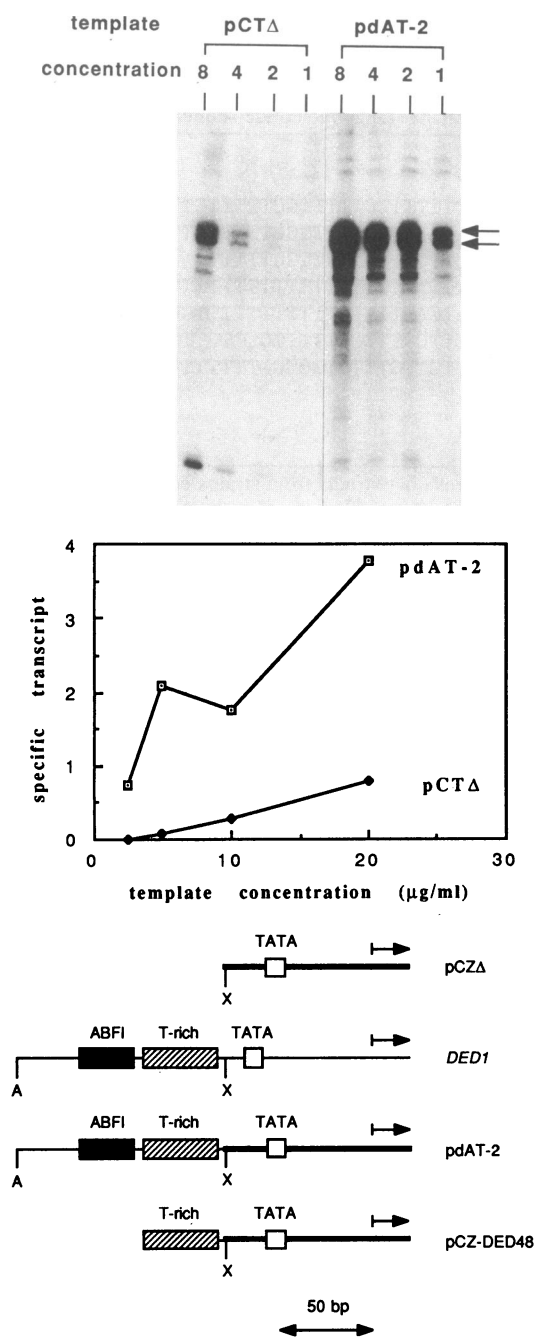 template pCTΔ pdAT-2
concentration 8 4 2 1 8 4 2 1
4
3
2
1
0
0 10 20 30
specific transcript
pdAT-2
pCTΔ
template concentration (μg/ml)
TATA
X
pCZΔ
ABFI T-rich TATA
A X
DED1
ABFI T-rich TATA
A X
pdAT-2
T-rich TATA
X
pCZ-DED48
50 bp